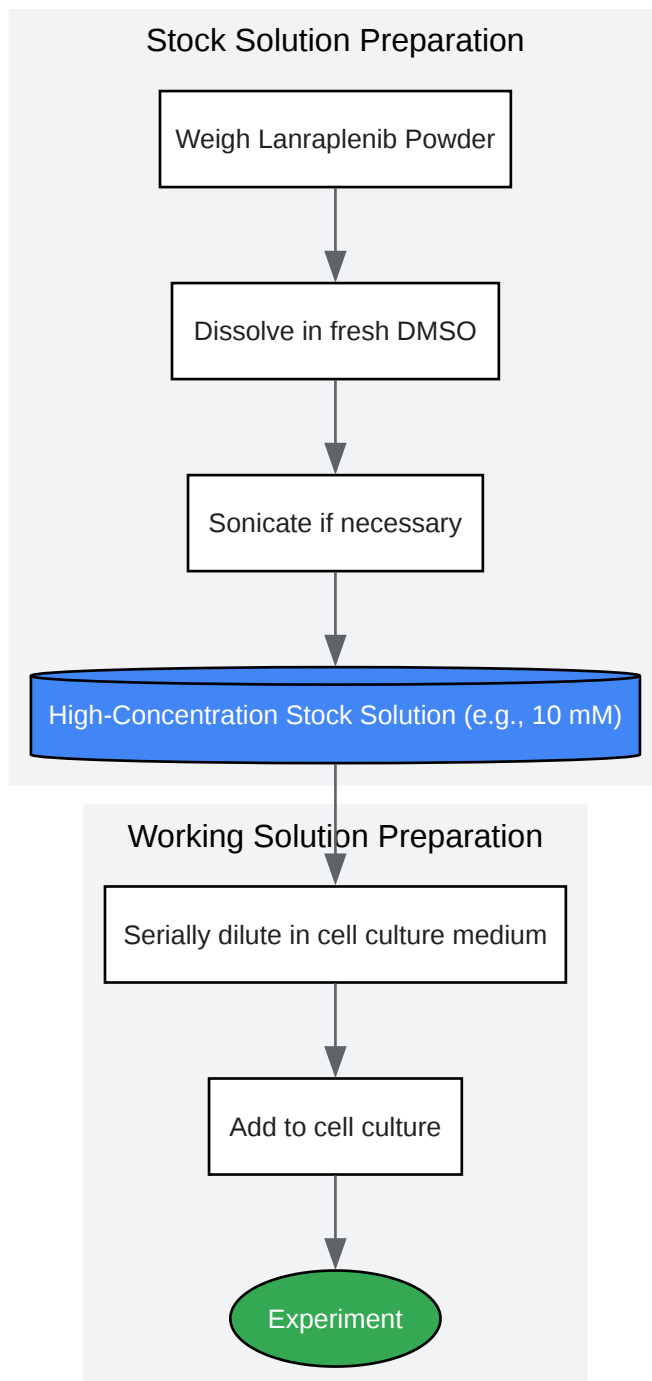 Stock Solution Preparation
Weigh Lanraplenib Powder
Dissolve in fresh DMSO
Sonicate if necessary
High-Concentration Stock Solution (e.g., 10 mM)
Working Solution Preparation
Serially dilute in cell culture medium
Add to cell culture
Experiment